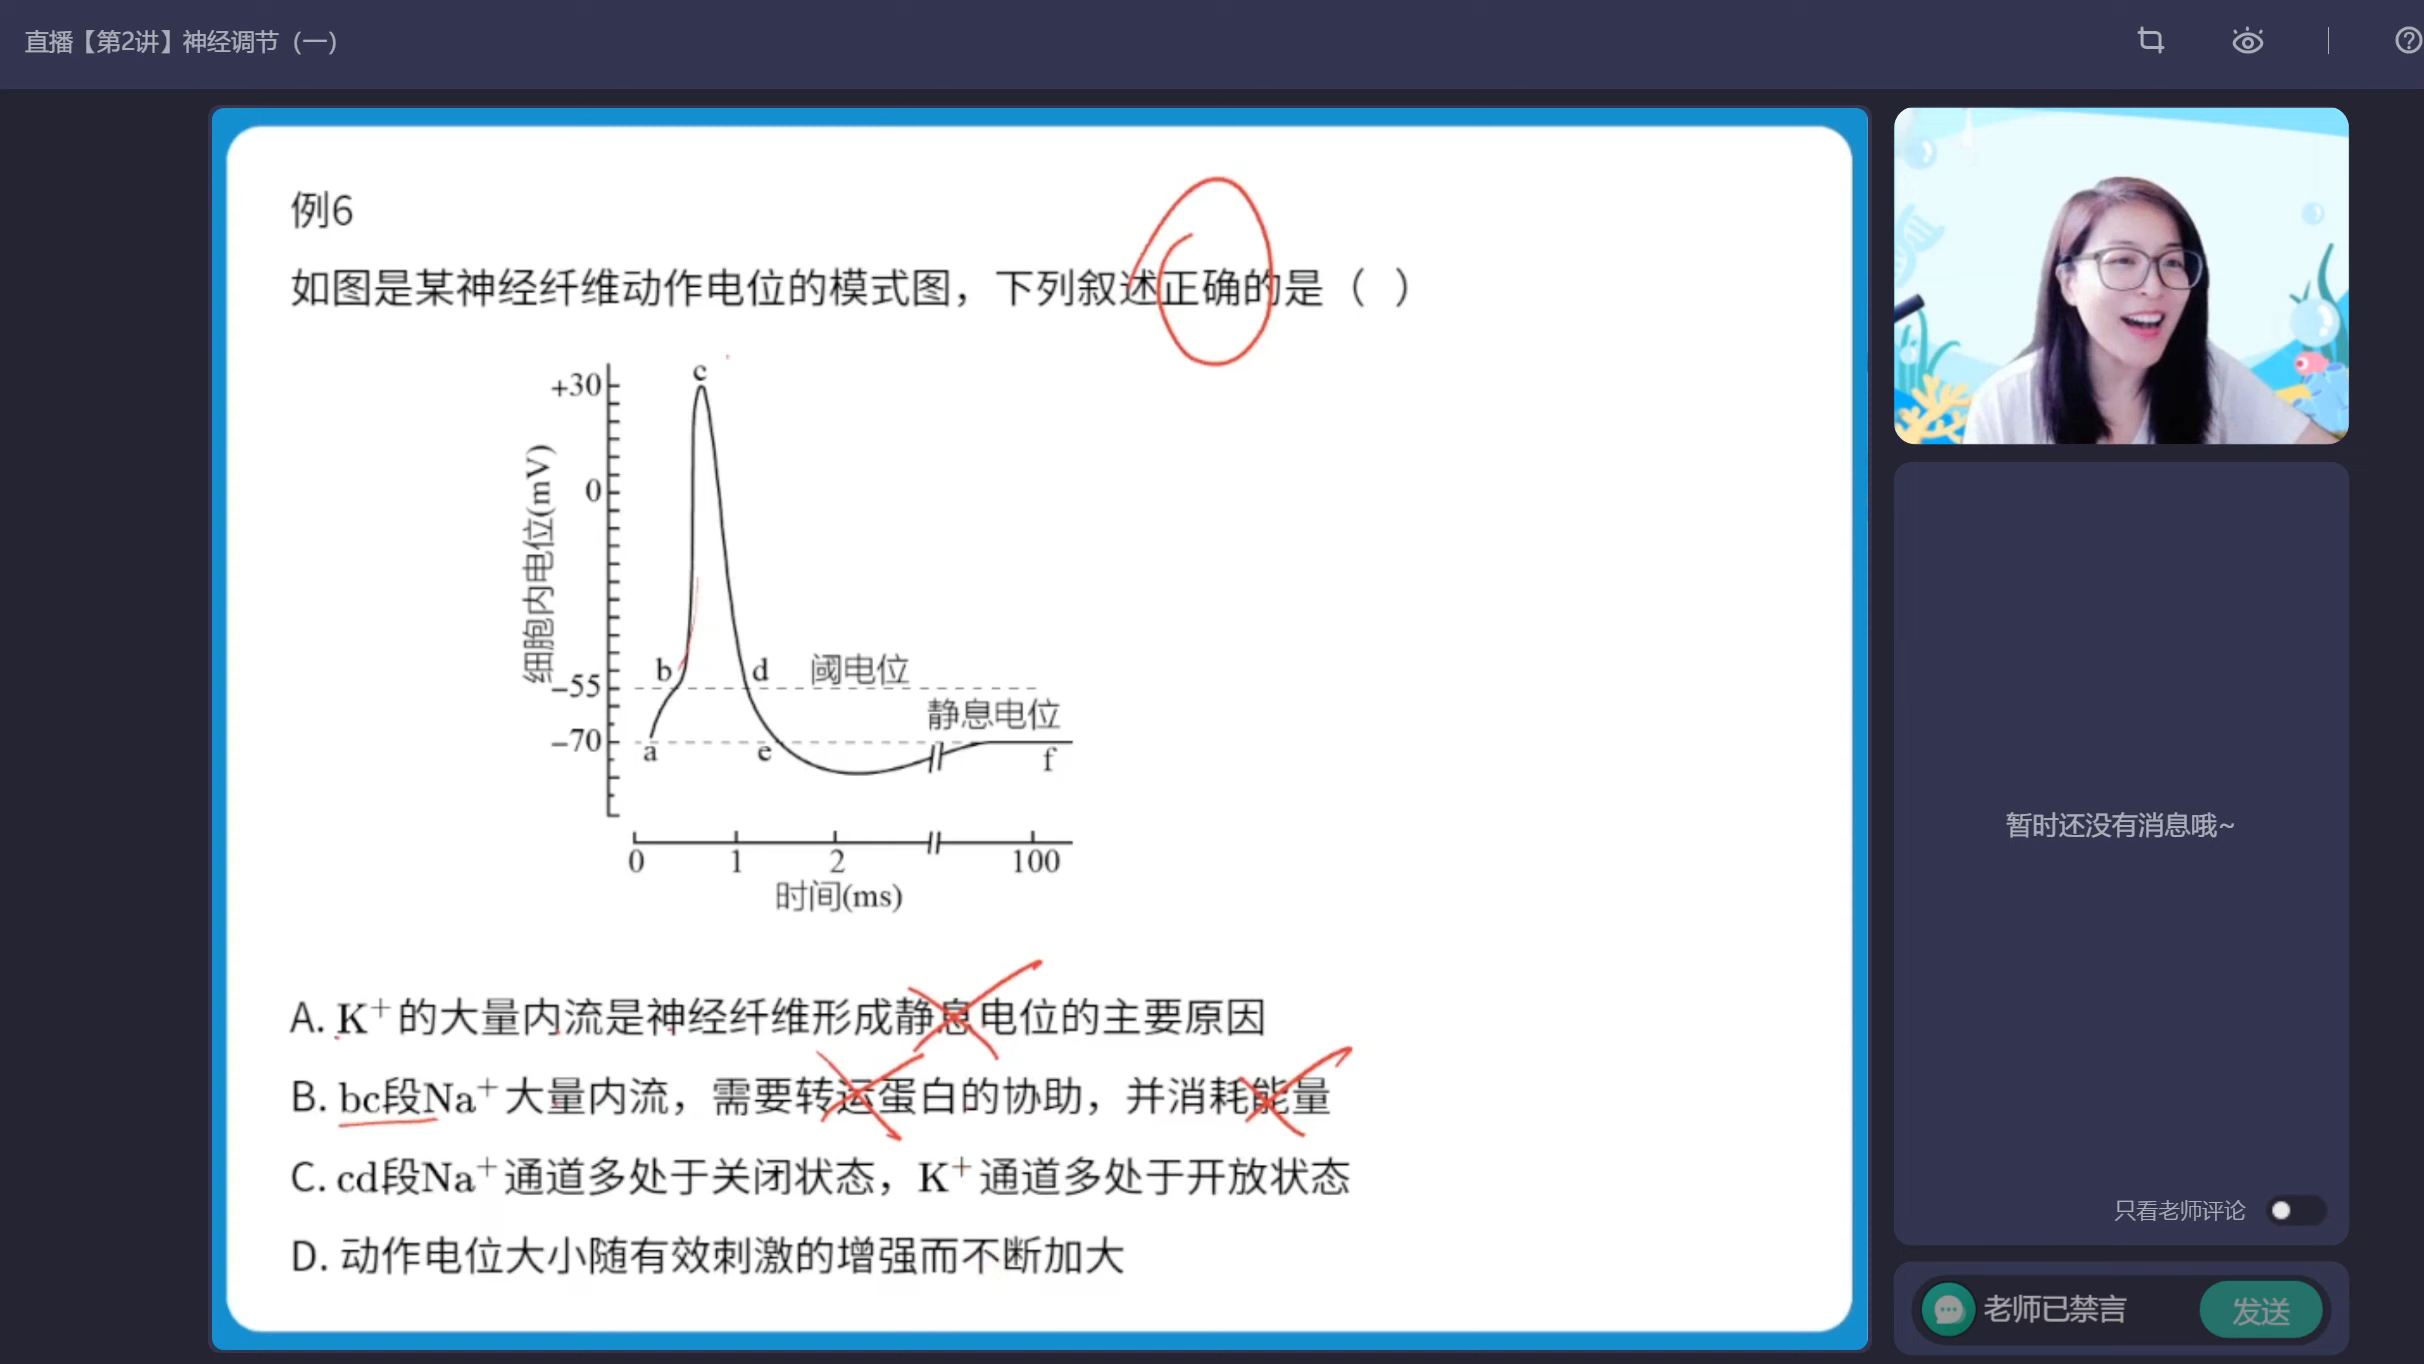 直播【第2讲】神经调节（一）
例6
如图是某神经纤维动作电位的模式图，下列叙述正确的是（ ）
细胞内电位(mV)
+30
0
−55
−70
c
b
d
阈电位
静息电位
a
e
f
0 1 2 100
时间(ms)
A. K⁺的大量内流是神经纤维形成静息电位的主要原因
B. bc段Na⁺大量内流，需要转运蛋白的协助，并消耗能量
C. cd段Na⁺通道多处于关闭状态，K⁺通道多处于开放状态
D. 动作电位大小随有效刺激的增强而不断加大
暂时还没有消息哦~
只看老师评论
老师已禁言
发送